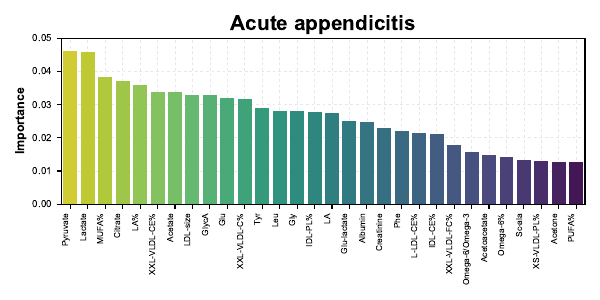 Acute appendicitis
Importance
0.05
0.04
0.03
0.02
0.01
0.00
Pyruvate
Lactate
MUFA%
Citrate
LA%
XXL-VLDL-CE%
Acetate
LDL-size
GlycA
Glu
XXL-VLDL-C%
Tyr
Leu
Gly
IDL-PL%
LA
Glu-lactate
Albumin
Creatinine
Phe
L-LDL-CE%
IDL-CE%
XXL-VLDL-FC%
Omega-6/Omega-3
Acetoacetate
Omega-6%
XS-VLDL-PL%
Acetone
PUFA%